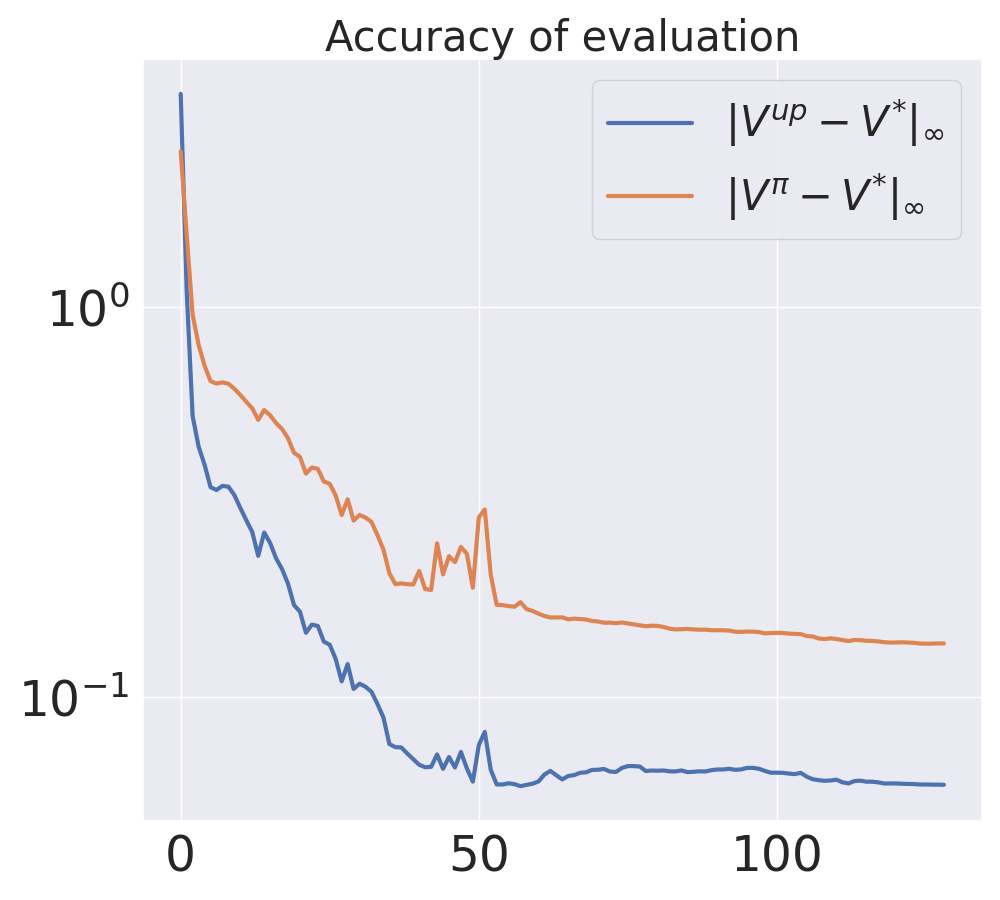 Accuracy of evaluation
|V^{up} − V^*|_∞
|V^π − V^*|_∞
10^0
10^{−1}
0 50 100